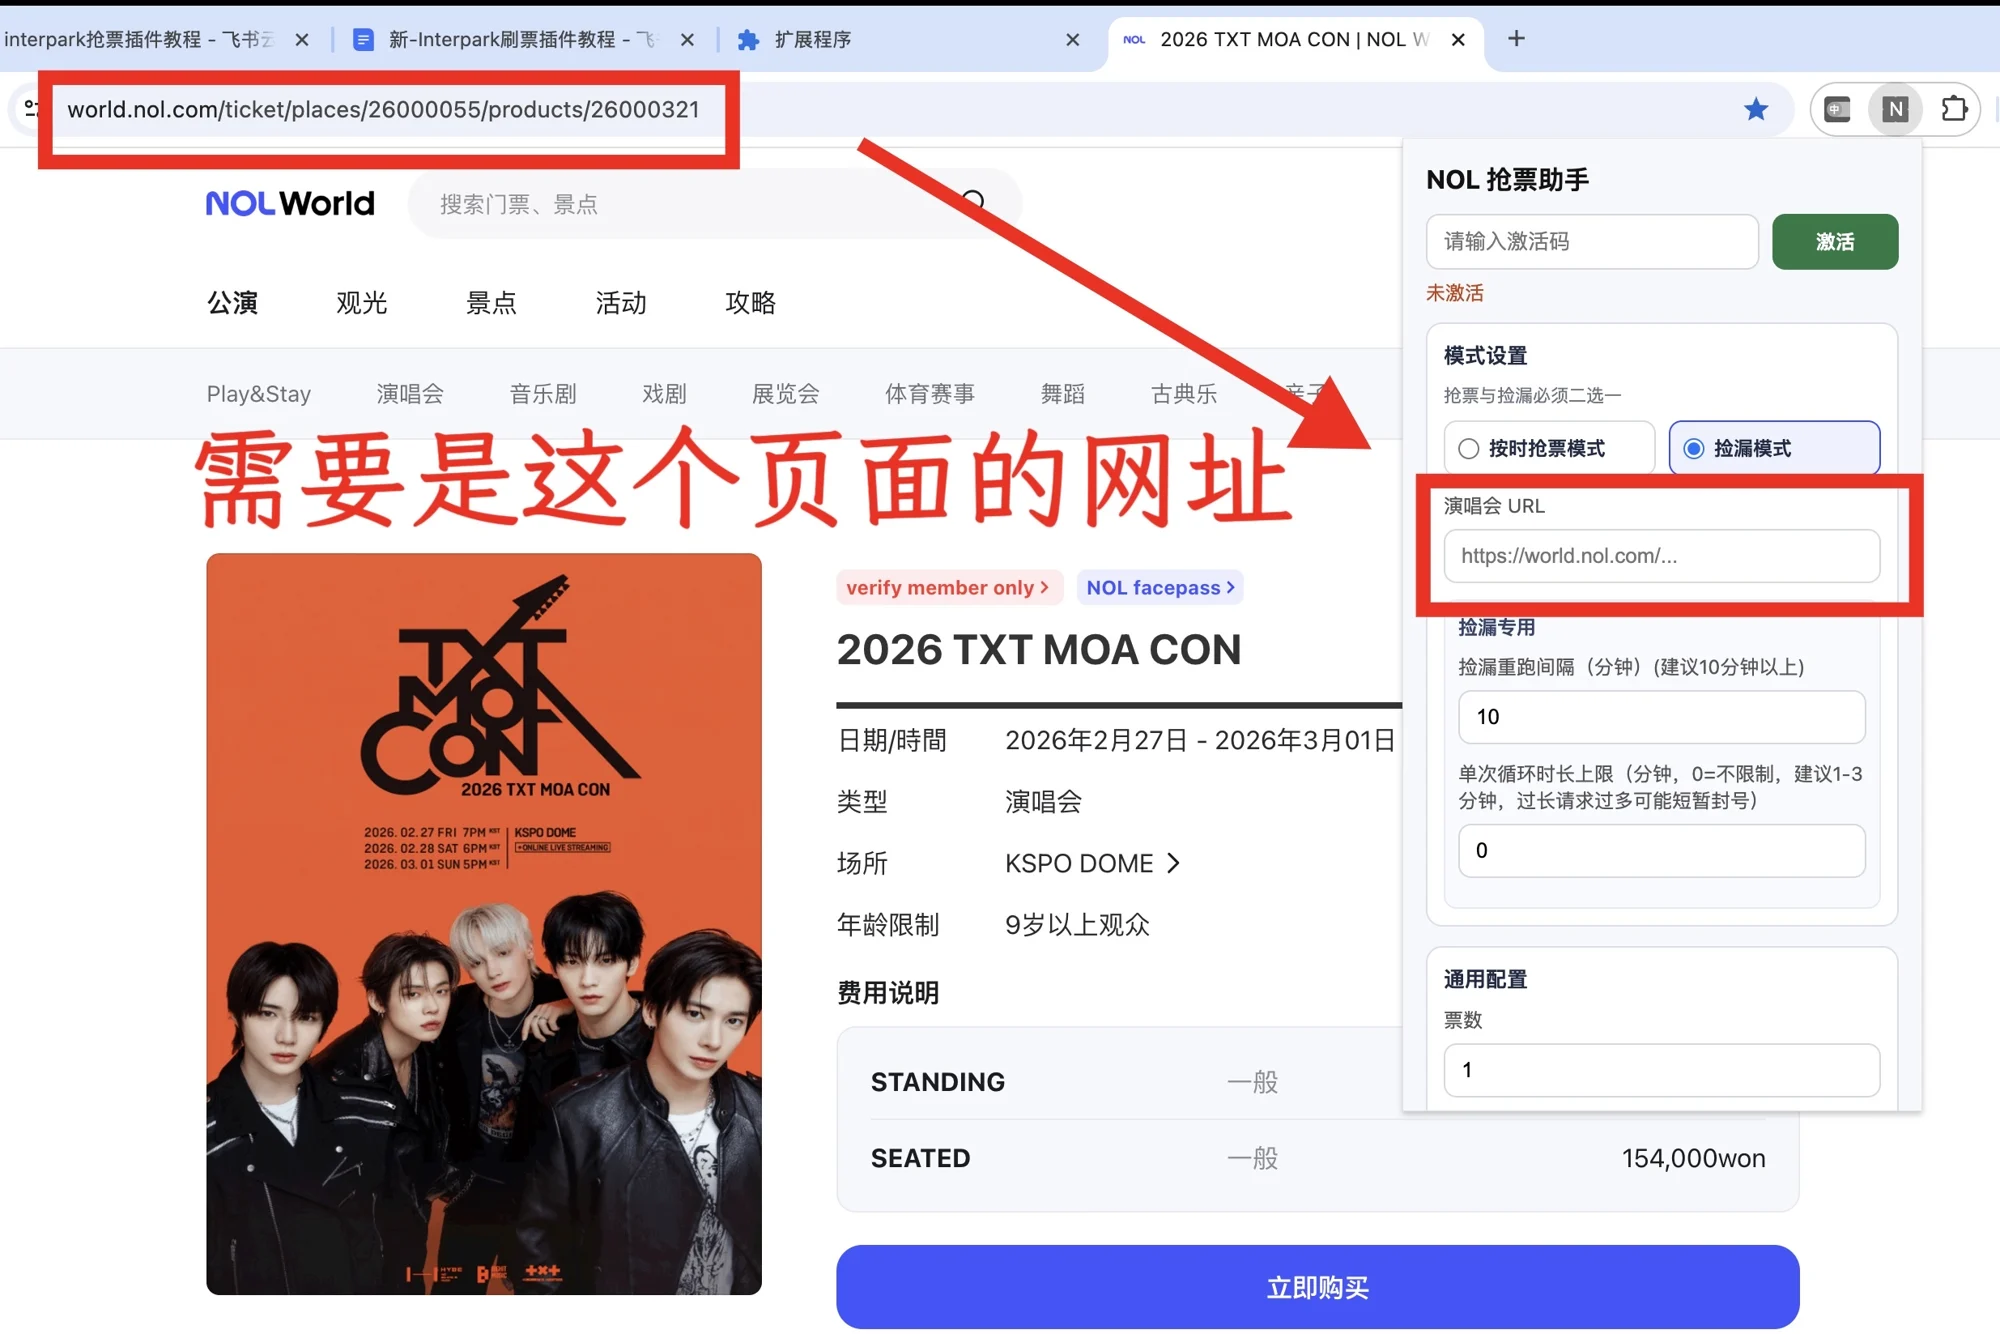 interpark抢票插件教程 - 飞书云
新-Interpark刷票插件教程 - 飞
扩展程序
NOL 2026 TXT MOA CON | NOL W
world.nol.com/ticket/places/26000055/products/26000321
N
NOL World
搜索门票、景点
公演 观光 景点 活动 攻略
Play&Stay 演唱会 音乐剧 戏剧 展览会 体育赛事 舞蹈 古典乐 亲子
需要是这个页面的网址
TXT
MOA
CON
2026 TXT MOA CON
2026. 02.27 FRI 7PM KST
2026. 02.28 SAT 6PM KST
2026. 03.01 SUN 5PM KST
KSPO DOME
+ONLINE LIVE STREAMING
verify member only >
NOL facepass >
2026 TXT MOA CON
日期/時間 2026年2月27日 - 2026年3月01日
类型 演唱会
场所 KSPO DOME >
年龄限制 9岁以上观众
费用说明
STANDING 一般
SEATED 一般 154,000won
立即购买
NOL 抢票助手
请输入激活码
激活
未激活
模式设置
抢票与捡漏必须二选一
按时抢票模式
捡漏模式
演唱会 URL
https://world.nol.com/...
捡漏专用
捡漏重跑间隔（分钟）(建议10分钟以上)
10
单次循环时长上限（分钟，0=不限制，建议1-3
分钟，过长请求过多可能短暂封号）
0
通用配置
票数
1